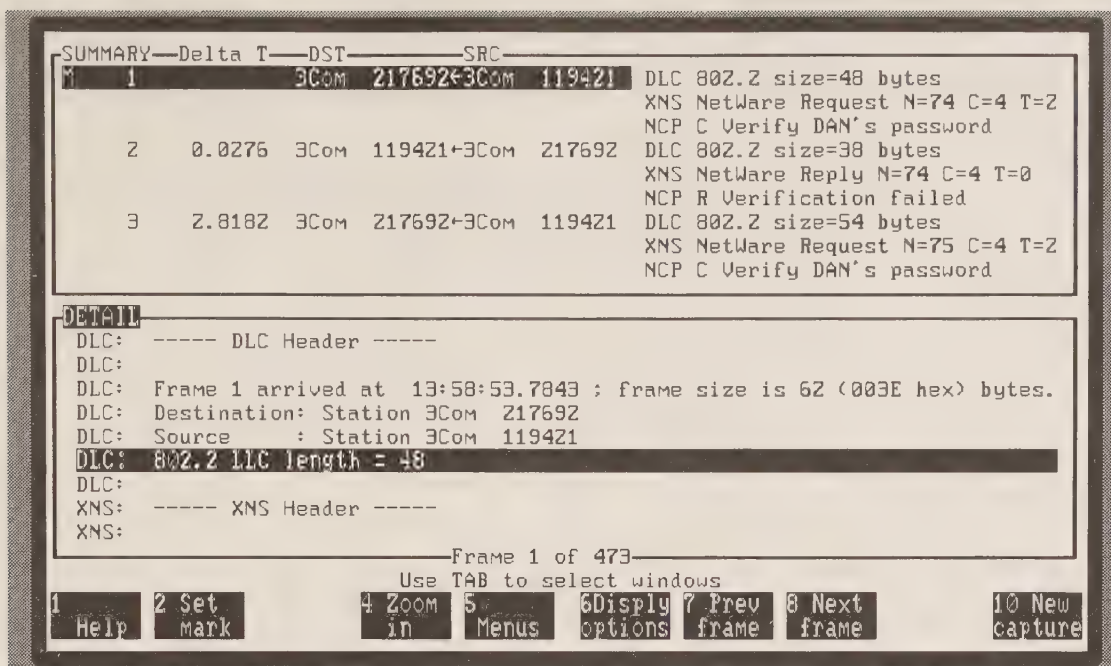 SUMMARY—Delta T—DST—SRC
M 1 3Com 217692←3Com 119421 DLC 802.2 size=48 bytes
XNS NetWare Request N=74 C=4 T=2
NCP C Verify DAN's password
2 0.0276 3Com 119421←3Com 217692 DLC 802.2 size=38 bytes
XNS NetWare Reply N=74 C=4 T=0
NCP R Verification failed
3 2.8182 3Com 217692←3Com 119421 DLC 802.2 size=54 bytes
XNS NetWare Request N=75 C=4 T=2
NCP C Verify DAN's password
DETAIL
DLC: ----- DLC Header -----
DLC:
DLC: Frame 1 arrived at 13:58:53.7843 ; frame size is 62 (003E hex) bytes.
DLC: Destination: Station 3Com 217692
DLC: Source : Station 3Com 119421
DLC: 802.2 LLC length = 48
DLC:
XNS: ----- XNS Header -----
XNS:
Frame 1 of 473
Use TAB to select windows
1 Help 2 Set mark 4 Zoom in 5 Menus 6Disply options 7 Prev frame 8 Next frame 10 New capture